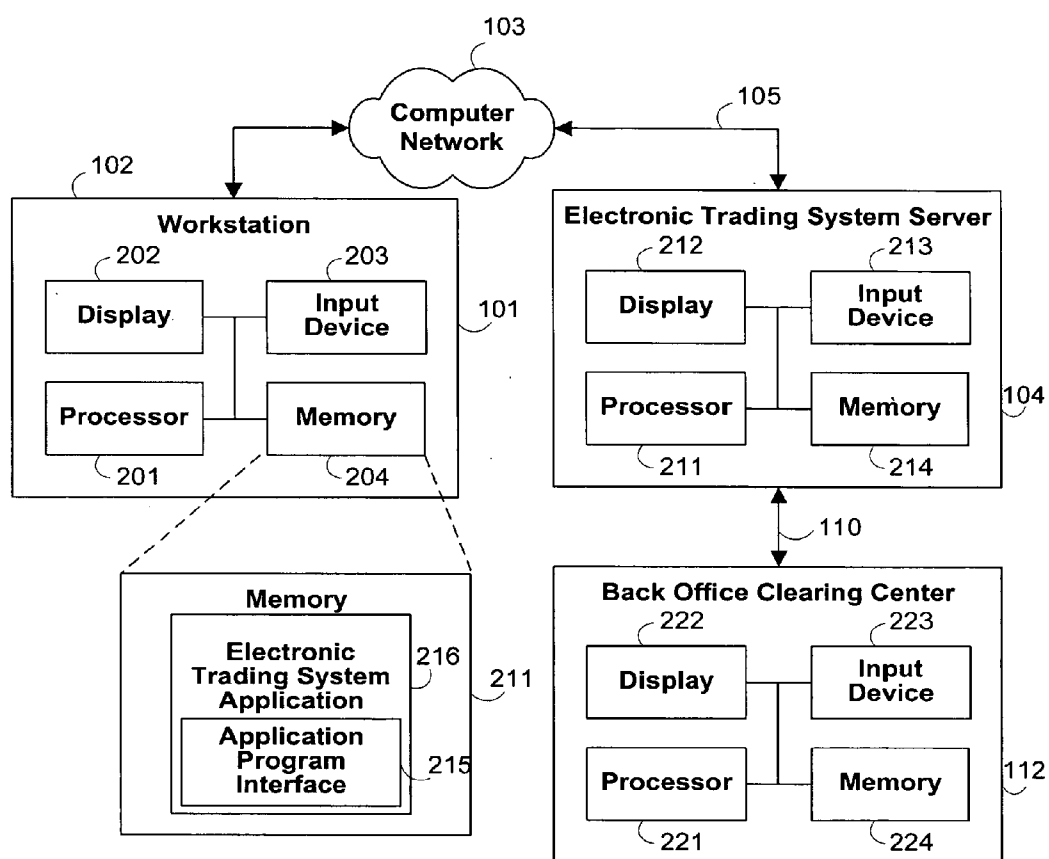 103
Computer
Network
105
102
Workstation
202
203
Display
Input
Device
101
Processor
Memory
201
204
Electronic Trading System Server
212
213
Display
Input
Device
Processor
Memory
104
211
214
110
Memory
Electronic
Trading System
Application
216
211
Application
Program
Interface
215
Back Office Clearing Center
222
223
Display
Input
Device
Processor
Memory
112
221
224